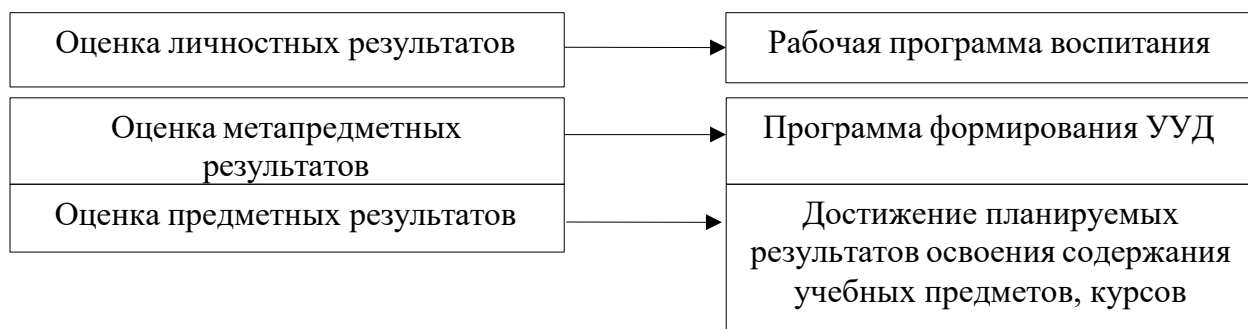 Оценка личностных результатов
Рабочая программа воспитания
Оценка метапредметных
результатов
Программа формирования УУД
Оценка предметных результатов
Достижение планируемых
результатов освоения содержания
учебных предметов, курсов